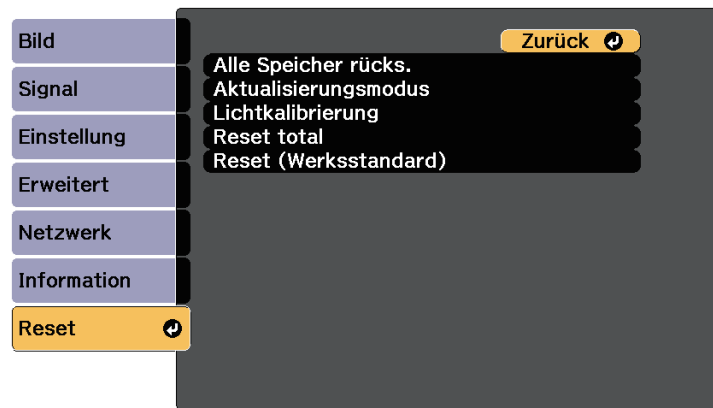 Bild
Signal
Einstellung
Erweitert
Netzwerk
Information
Reset
Zurück
Alle Speicher rücks.
Aktualisierungsmodus
Lichtkalibrierung
Reset total
Reset (Werksstandard)